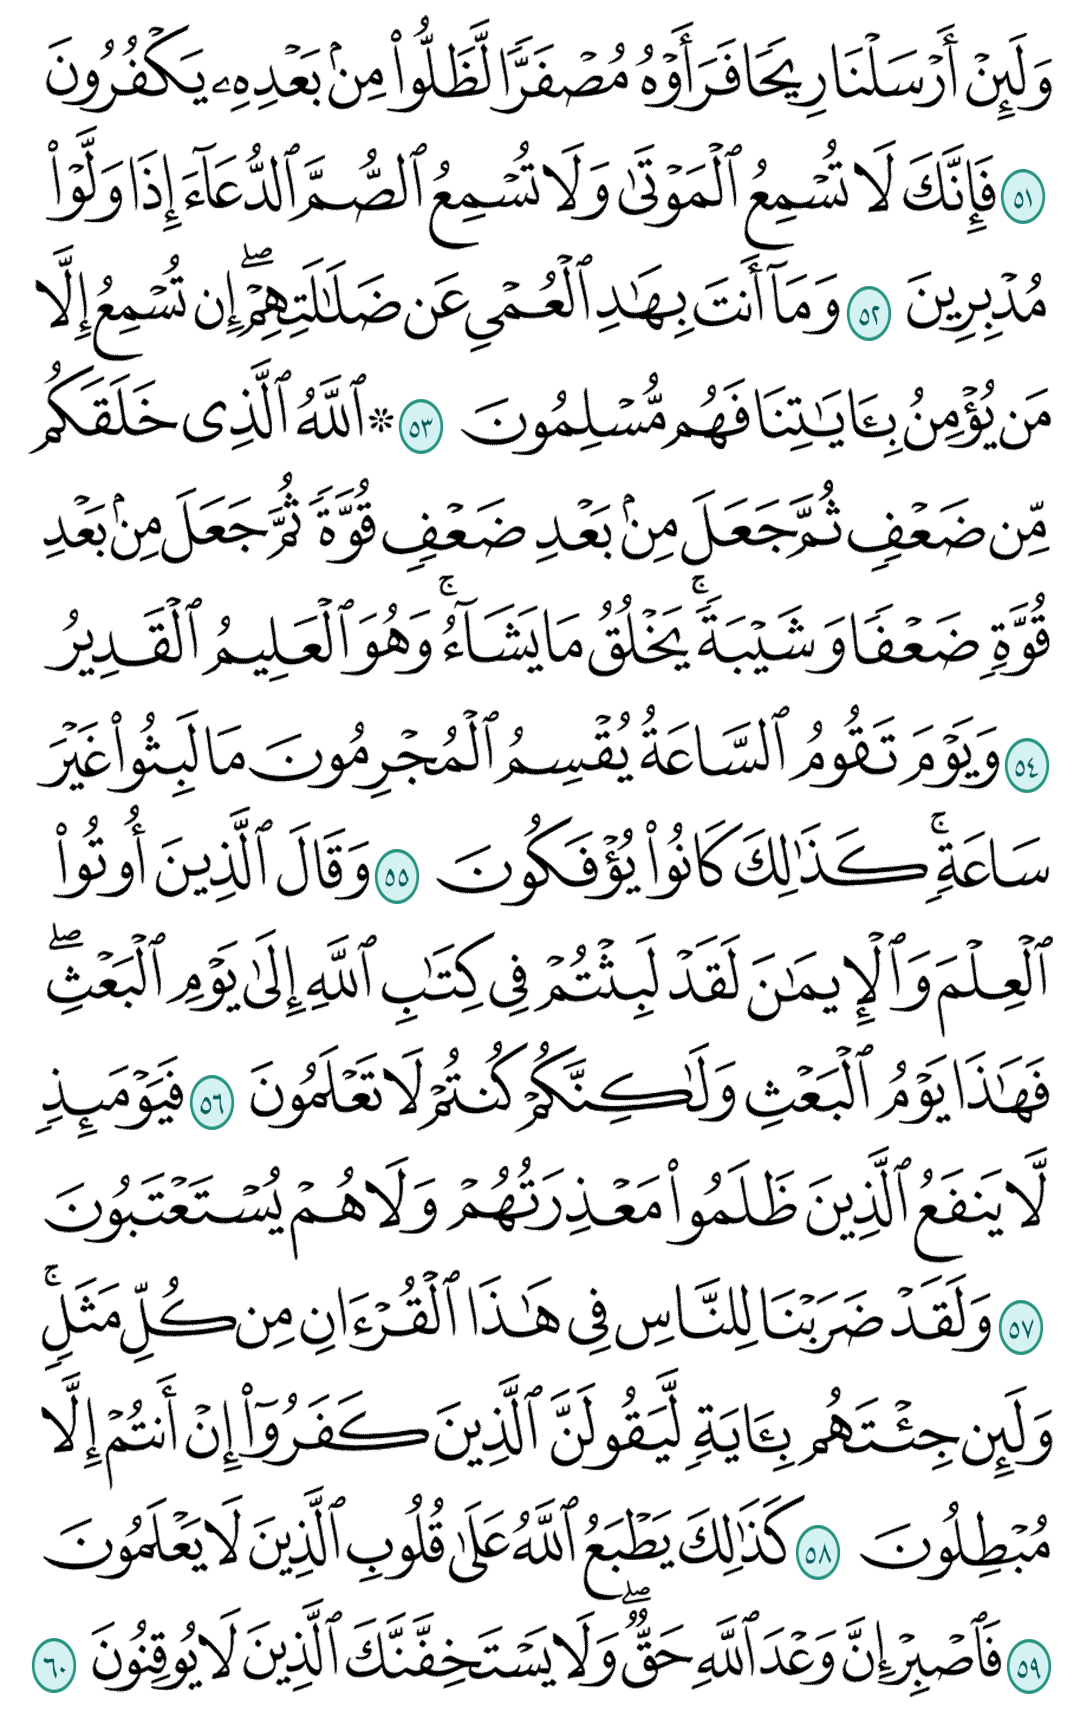 وَلَئِنۡ أَرۡسَلۡنَا رِيحٗا فَرَأَوۡهُ مُصۡفَرّٗا لَّظَلُّواْ مِنۢ بَعۡدِهِۦ يَكۡفُرُونَ
٥١ فَإِنَّكَ لَا تُسۡمِعُ ٱلۡمَوۡتَىٰ وَلَا تُسۡمِعُ ٱلصُّمَّ ٱلدُّعَآءَ إِذَا وَلَّوۡاْ
مُدۡبِرِينَ ٥٢ وَمَآ أَنتَ بِهَٰدِ ٱلۡعُمۡيِ عَن ضَلَٰلَتِهِمۡۖ إِن تُسۡمِعُ إِلَّا
مَن يُؤۡمِنُ بِـَٔايَٰتِنَا فَهُم مُّسۡلِمُونَ ٥٣ ۞ ٱللَّهُ ٱلَّذِي خَلَقَكُم
مِّن ضَعۡفٖ ثُمَّ جَعَلَ مِنۢ بَعۡدِ ضَعۡفٖ قُوَّةٗ ثُمَّ جَعَلَ مِنۢ بَعۡدِ
قُوَّةٖ ضَعۡفٗا وَشَيۡبَةٗۚ يَخۡلُقُ مَا يَشَآءُۚ وَهُوَ ٱلۡعَلِيمُ ٱلۡقَدِيرُ
٥٤ وَيَوۡمَ تَقُومُ ٱلسَّاعَةُ يُقۡسِمُ ٱلۡمُجۡرِمُونَ مَا لَبِثُواْ غَيۡرَ
سَاعَةٖۚ كَذَٰلِكَ كَانُواْ يُؤۡفَكُونَ ٥٥ وَقَالَ ٱلَّذِينَ أُوتُواْ
ٱلۡعِلۡمَ وَٱلۡإِيمَٰنَ لَقَدۡ لَبِثۡتُمۡ فِي كِتَٰبِ ٱللَّهِ إِلَىٰ يَوۡمِ ٱلۡبَعۡثِۖ
فَهَٰذَا يَوۡمُ ٱلۡبَعۡثِ وَلَٰكِنَّكُمۡ كُنتُمۡ لَا تَعۡلَمُونَ ٥٦ فَيَوۡمَئِذٖ
لَّا يَنفَعُ ٱلَّذِينَ ظَلَمُواْ مَعۡذِرَتُهُمۡ وَلَا هُمۡ يُسۡتَعۡتَبُونَ
٥٧ وَلَقَدۡ ضَرَبۡنَا لِلنَّاسِ فِي هَٰذَا ٱلۡقُرۡءَانِ مِن كُلِّ مَثَلٖۚ
وَلَئِن جِئۡتَهُم بِـَٔايَةٖ لَّيَقُولَنَّ ٱلَّذِينَ كَفَرُوٓاْ إِنۡ أَنتُمۡ إِلَّا
مُبۡطِلُونَ ٥٨ كَذَٰلِكَ يَطۡبَعُ ٱللَّهُ عَلَىٰ قُلُوبِ ٱلَّذِينَ لَا يَعۡلَمُونَ
٥٩ فَٱصۡبِرۡ إِنَّ وَعۡدَ ٱللَّهِ حَقّٞۖ وَلَا يَسۡتَخِفَّنَّكَ ٱلَّذِينَ لَا يُوقِنُونَ ٦٠